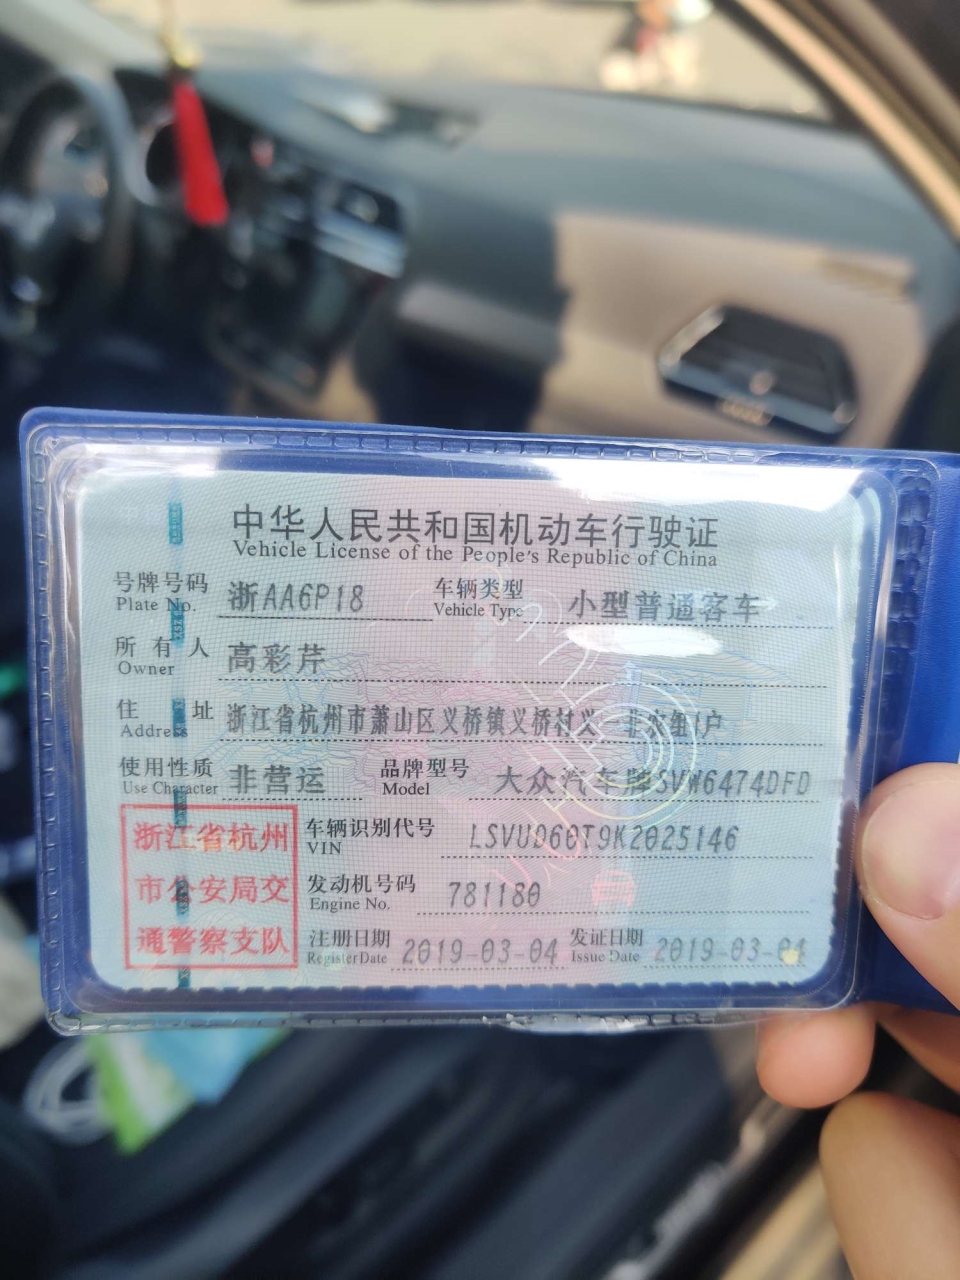 中华人民共和国机动车行驶证
Vehicle License of the People's Republic of China
号牌号码 浙AA6P18 车辆类型 小型普通客车
Plate No. Vehicle Type
所有人 高彩芹
Owner
住址 浙江省杭州市萧山区义桥镇义桥村义 非农组1户
Address
使用性质 非营运 品牌型号 大众汽车牌SVW6474DFD
Use Character Model
浙江省杭州 车辆识别代号 LSVUD60T9K2025146
VIN
市公安局交 发动机号码 781180
Engine No.
通警察支队 注册日期 2019-03-04 发证日期 2019-03-04
Register Date Issue Date